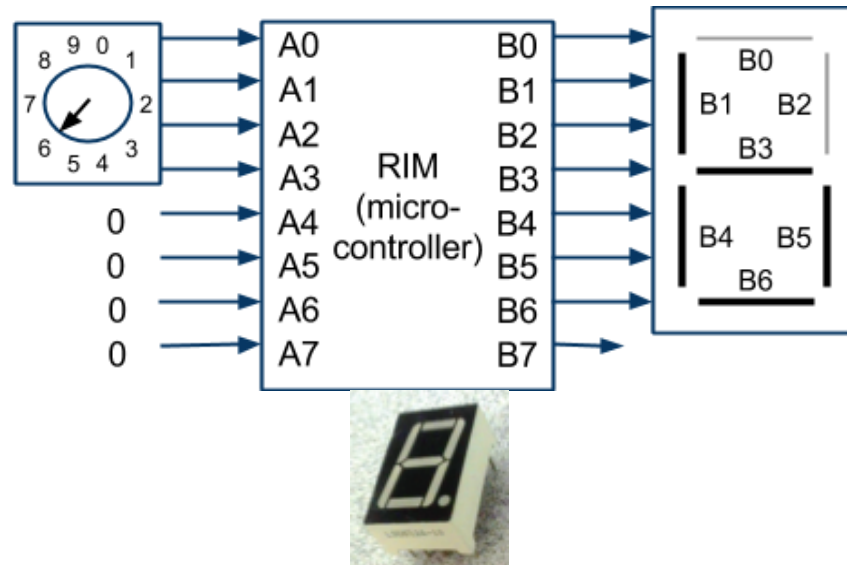 9 0
8 1
7 2
6 3
5 4
0
0
0
0
A0
A1
A2
A3
A4
A5
A6
A7
RIM
(micro-
controller)
B0
B1
B2
B3
B4
B5
B6
B7
B0
B1 B2
B3
B4 B5
B6